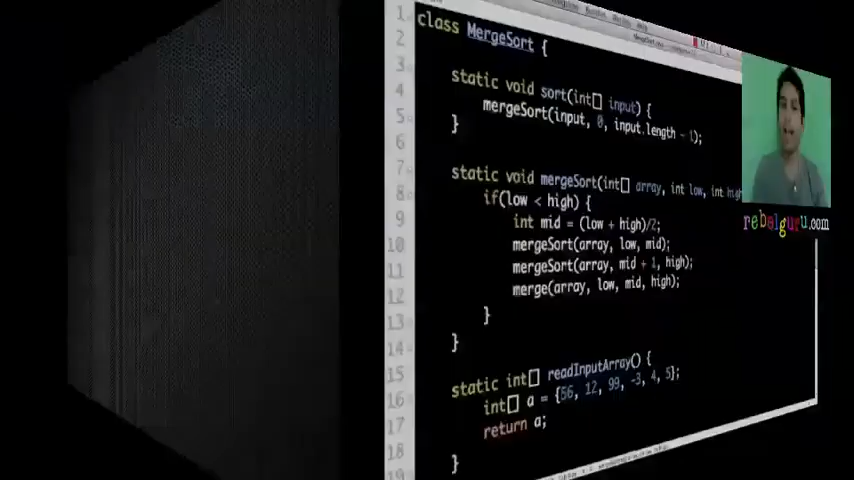 1 class MergeSort {
2
3 static void sort(int[] input) {
4 mergeSort(input, 0, input.length - 1);
5 }
6
7 static void mergeSort(int[] array, int low, int high
8 if(low < high) {
9 int mid = (low + high)/2;
10 mergeSort(array, low, mid);
11 mergeSort(array, mid + 1, high);
12 merge(array, low, mid, high);
13 }
14 }
15 static int[] readInputArray() {
16 int[] a = {56, 12, 99, -3, 4, 5};
17 return a;
18 }
19
rebelguru.com